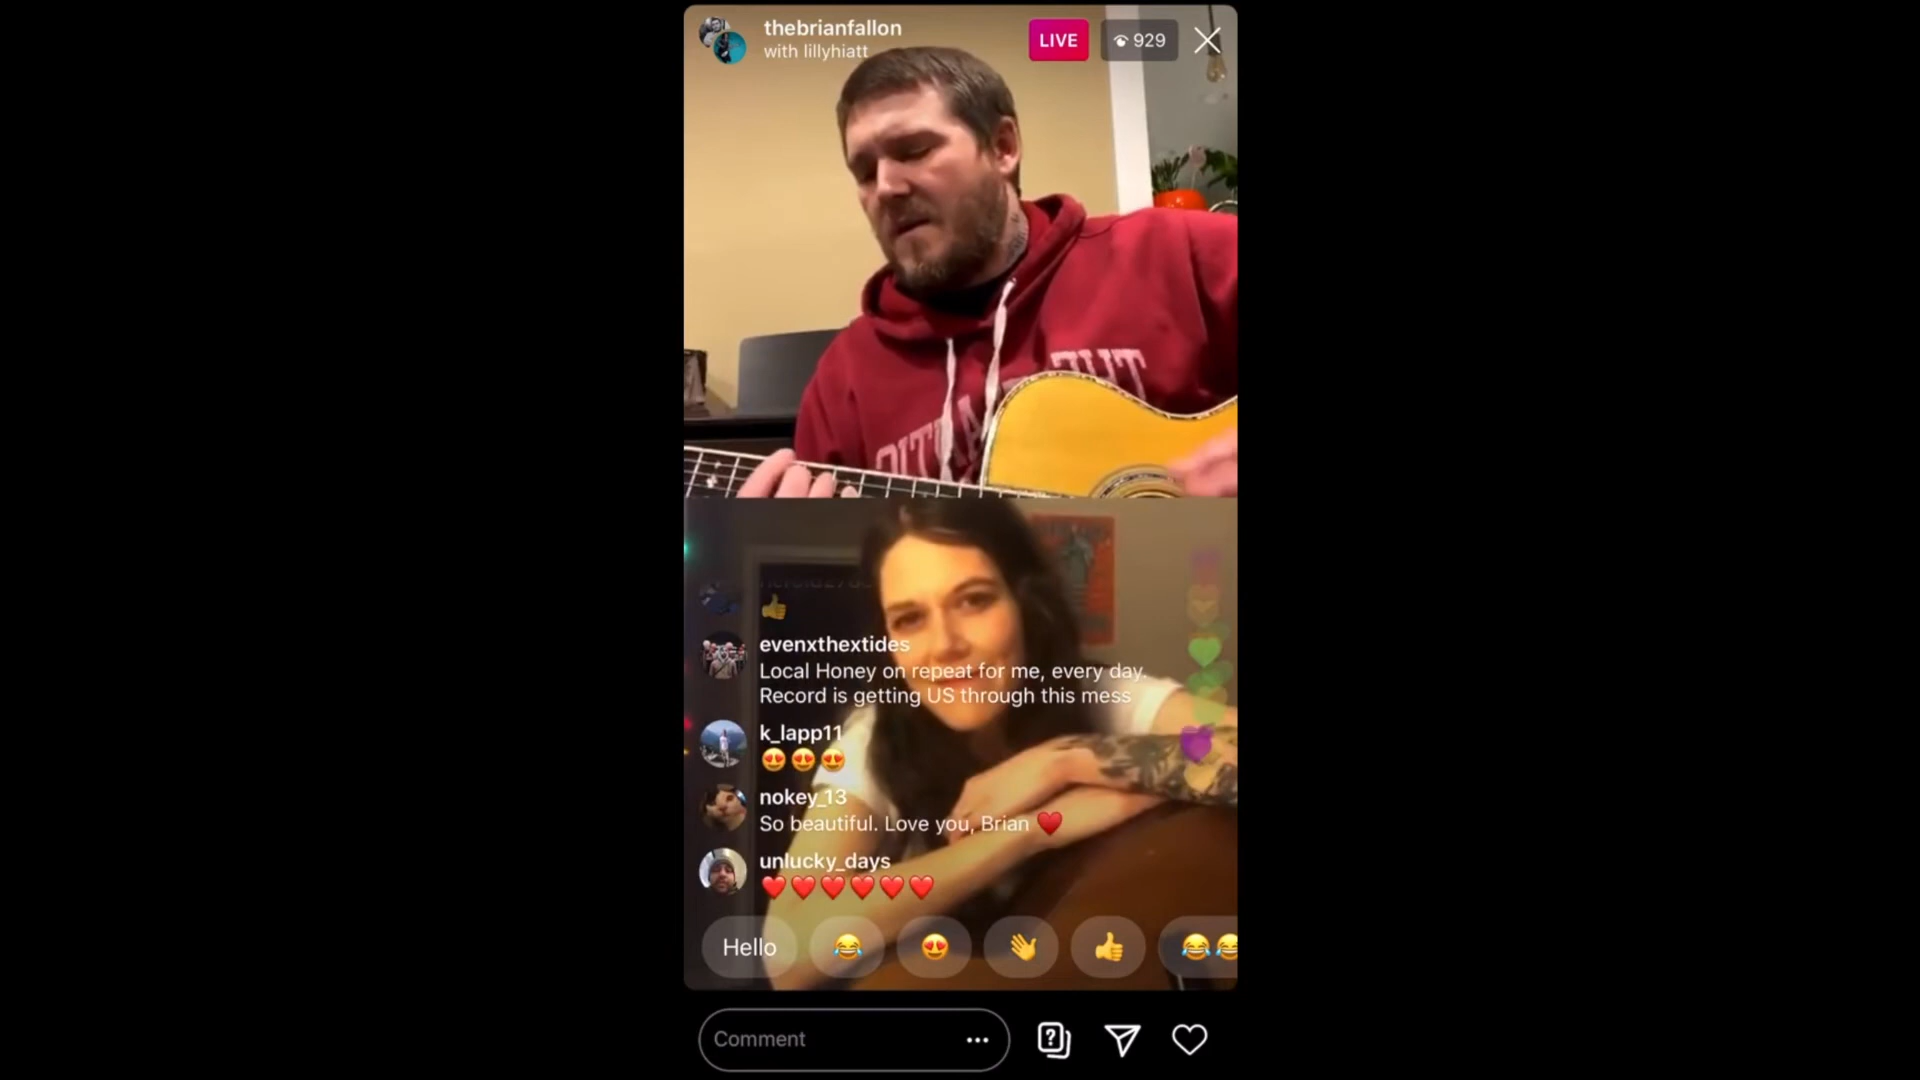 thebrianfallon
with lillyhiatt
LIVE
929
evenxthextides
Local Honey on repeat for me, every day.
Record is getting US through this mess
k_lapp11
😍😍😍
nokey_13
So beautiful. Love you, Brian ❤️
unlucky_days
❤️❤️❤️❤️❤️❤️
Hello
Comment